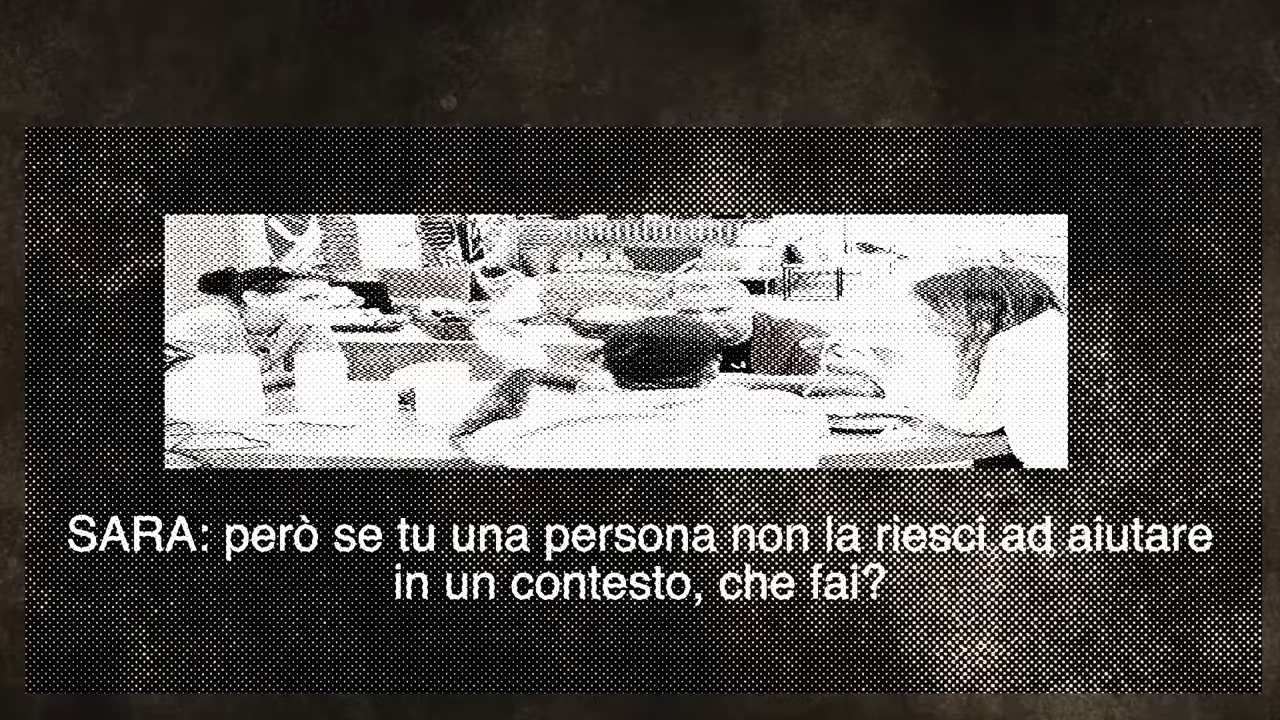 SARA: però se tu una persona non la riesci ad aiutare
in un contesto, che fai?